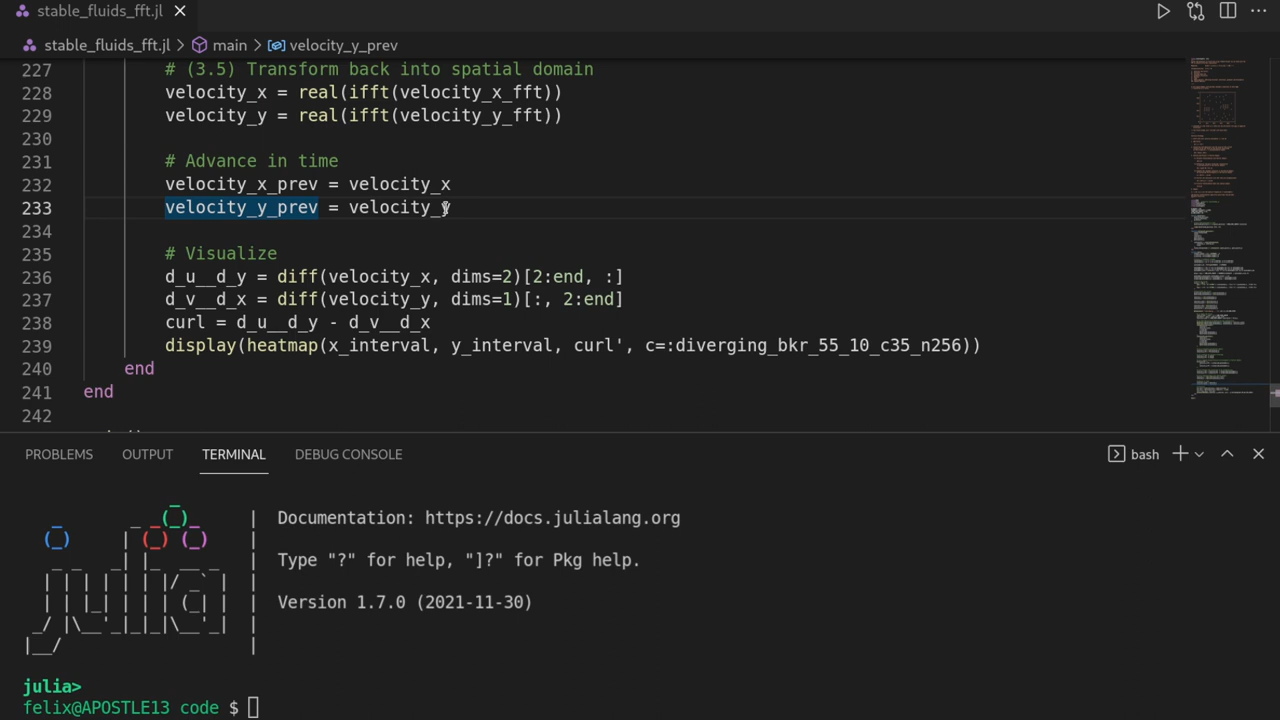 stable_fluids_fft.jl
stable_fluids_fft.jl > main > velocity_y_prev
227 # (3.5) Transform back into spatial domain
228 velocity_x = real(ifft(velocity_x_fft))
229 velocity_y = real(ifft(velocity_y_fft))
230
231 # Advance in time
232 velocity_x_prev = velocity_x
233 velocity_y_prev = velocity_y
234
235 # Visualize
236 d_u__d_y = diff(velocity_x, dims=2)[2:end, :]
237 d_v__d_x = diff(velocity_y, dims=1)[:, 2:end]
238 curl = d_u__d_y - d_v__d_x
239 display(heatmap(x_interval, y_interval, curl', c=:diverging_bkr_55_10_c35_n256))
240 end
241 end
242
PROBLEMS OUTPUT TERMINAL DEBUG CONSOLE bash
julia
Documentation: https://docs.julialang.org
Type "?" for help, "]?" for Pkg help.
Version 1.7.0 (2021-11-30)
julia>
felix@APOSTLE13 code $